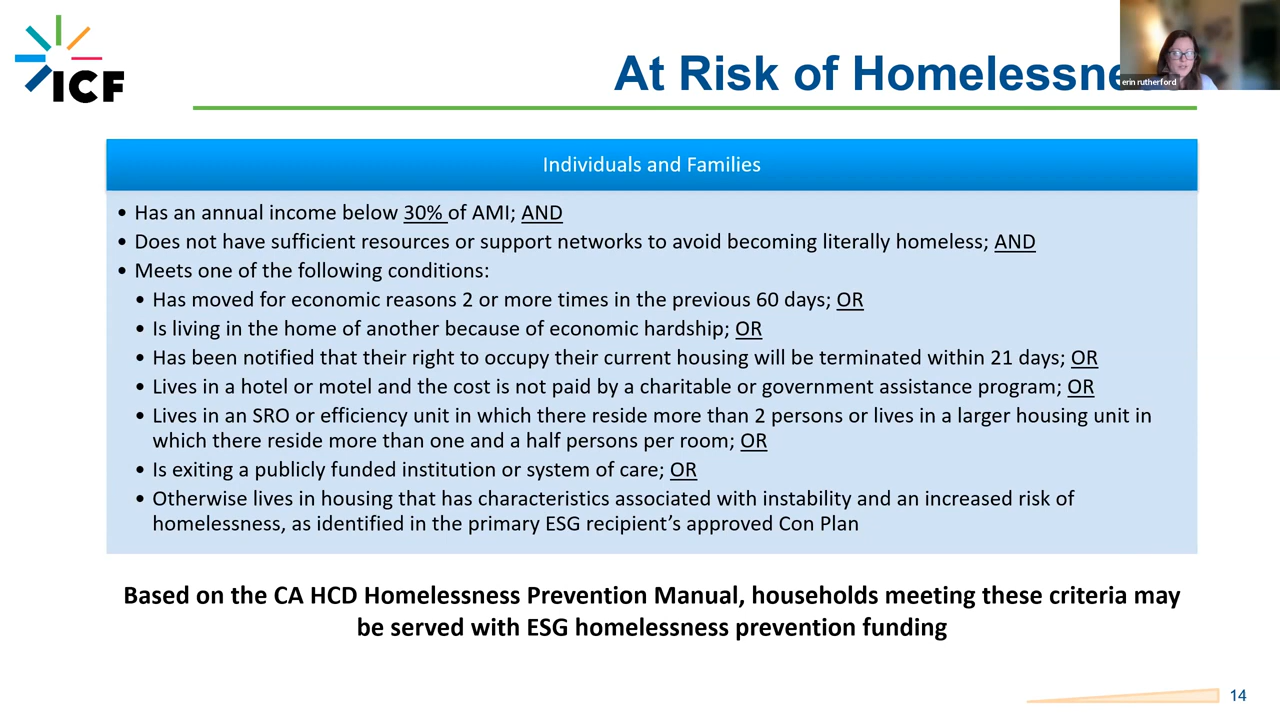 ICF
At Risk of Homelessne
erin rutherford
Individuals and Families
• Has an annual income below 30% of AMI; AND
• Does not have sufficient resources or support networks to avoid becoming literally homeless; AND
• Meets one of the following conditions:
• Has moved for economic reasons 2 or more times in the previous 60 days; OR
• Is living in the home of another because of economic hardship; OR
• Has been notified that their right to occupy their current housing will be terminated within 21 days; OR
• Lives in a hotel or motel and the cost is not paid by a charitable or government assistance program; OR
• Lives in an SRO or efficiency unit in which there reside more than 2 persons or lives in a larger housing unit in
which there reside more than one and a half persons per room; OR
• Is exiting a publicly funded institution or system of care; OR
• Otherwise lives in housing that has characteristics associated with instability and an increased risk of
homelessness, as identified in the primary ESG recipient’s approved Con Plan
Based on the CA HCD Homelessness Prevention Manual, households meeting these criteria may
be served with ESG homelessness prevention funding
14